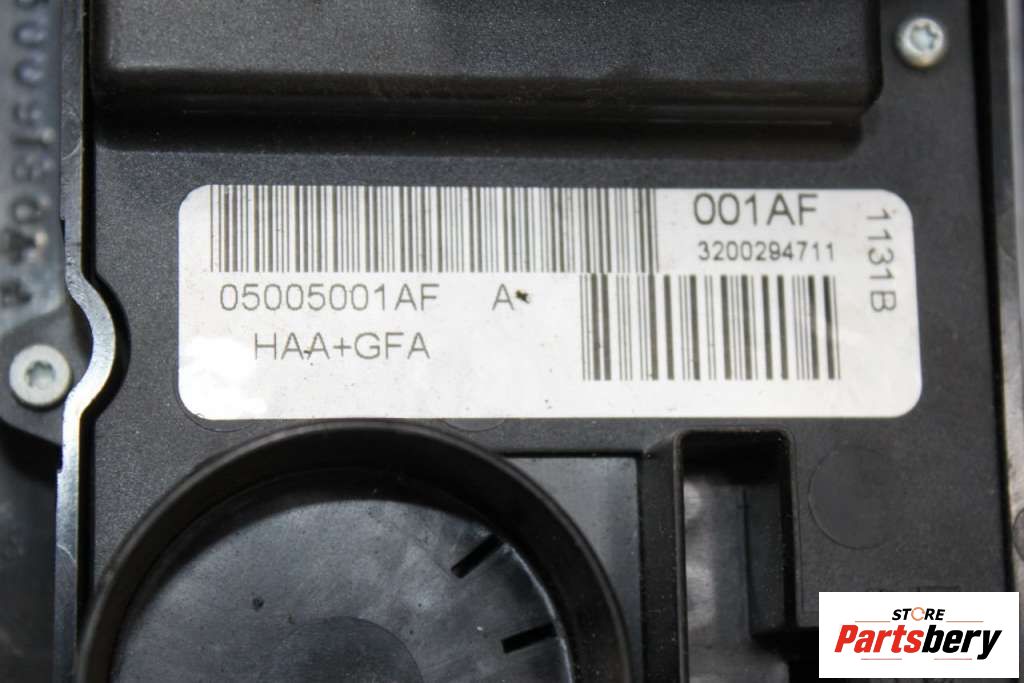 001AF
3200294711
1131B
05005001AF A
HAA+GFA
STORE
Partsbery